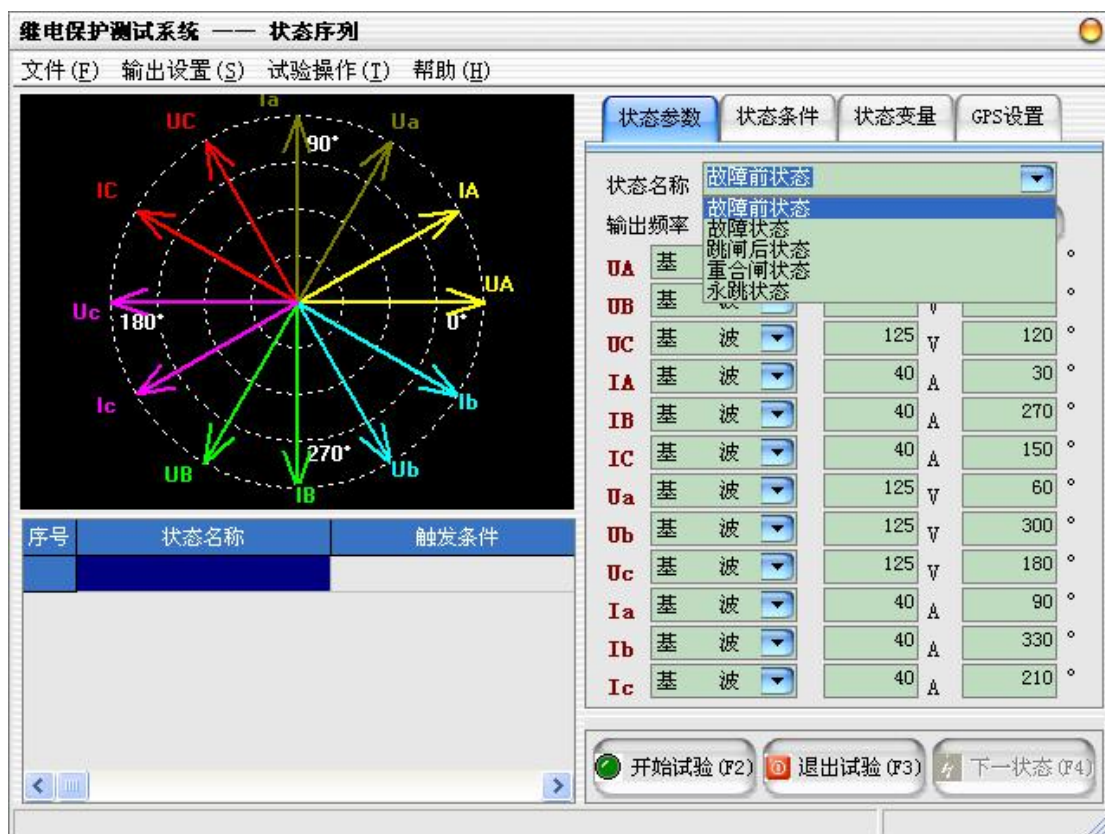 继电保护测试系统 —— 状态序列
文件(F) 输出设置(S) 试验操作(T) 帮助(H)
Ia
UC
Ua
90°
IC
IA
Uc
180°
UA
0°
Ic
Ib
UB
270°
Ub
IB
序号 状态名称 触发条件
状态参数 状态条件 状态变量 GPS设置
状态名称 故障前状态
故障前状态
故障状态
跳闸后状态
重合闸状态
永跳状态
输出频率
UA 基 °
UB 基 波 V °
UC 基 波 125 V 120 °
IA 基 波 40 A 30 °
IB 基 波 40 A 270 °
IC 基 波 40 A 150 °
Ua 基 波 125 V 60 °
Ub 基 波 125 V 300 °
Uc 基 波 125 V 180 °
Ia 基 波 40 A 90 °
Ib 基 波 40 A 330 °
Ic 基 波 40 A 210 °
开始试验(F2) 退出试验(F3) 下一状态(F4)